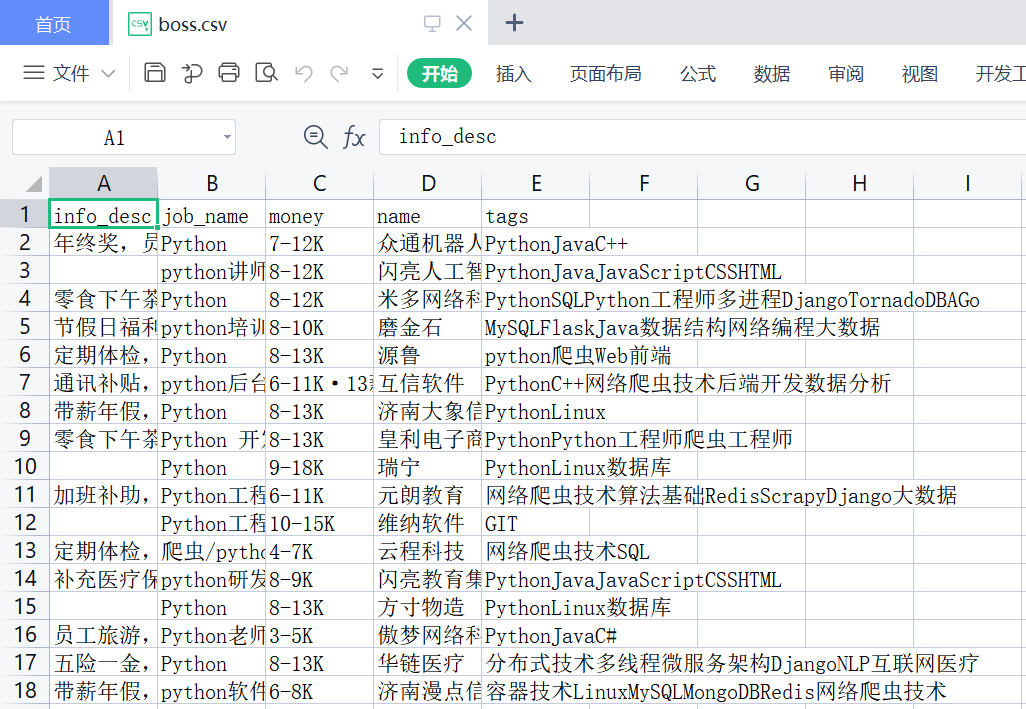 首页 boss.csv
文件 开始 插入 页面布局 公式 数据 审阅 视图 开发工
A1 fx info_desc
A B C D E F G H I
1 info_desc job_name money name tags
2 年终奖，员 Python 7-12K 众通机器人 PythonJavaC++
3 python讲师 8-12K 闪亮人工智 PythonJavaJavaScriptCSSHTML
4 零食下午茶 Python 8-12K 米多网络科 PythonSQLPython工程师多进程DjangoTornadoDBAGo
5 节假日福利 python培训 8-10K 磨金石 MySQLFlaskJava数据结构网络编程大数据
6 定期体检， Python 8-13K 源鲁 python爬虫Web前端
7 通讯补贴， python后台 6-11K·13薪 互信软件 PythonC++网络爬虫技术后端开发数据分析
8 带薪年假， Python 8-13K 济南大象信 PythonLinux
9 零食下午茶 Python 开发 8-13K 皇利电子商 PythonPython工程师爬虫工程师
10 Python 9-18K 瑞宁 PythonLinux数据库
11 加班补助， Python工程 6-11K 元朗教育 网络爬虫技术算法基础RedisScrapyDjango大数据
12 Python工程 10-15K 维纳软件 GIT
13 定期体检， 爬虫/pytho 4-7K 云程科技 网络爬虫技术SQL
14 补充医疗保 python研发 8-9K 闪亮教育集 PythonJavaJavaScriptCSSHTML
15 Python 8-13K 方寸物造 PythonLinux数据库
16 员工旅游， Python老师 3-5K 傲梦网络科 PythonJavaC#
17 五险一金， Python 8-13K 华链医疗 分布式技术多线程微服务架构DjangoNLP互联网医疗
18 带薪年假， python软件 6-8K 济南漫点信 容器技术LinuxMySQLMongoDBRedis网络爬虫技术